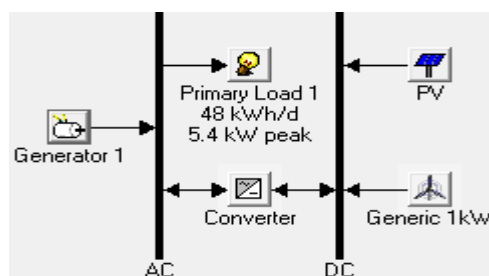 Primary Load 1
48 kWh/d
5.4 kW peak
PV
Generator 1
Converter
Generic 1kW
AC
DC